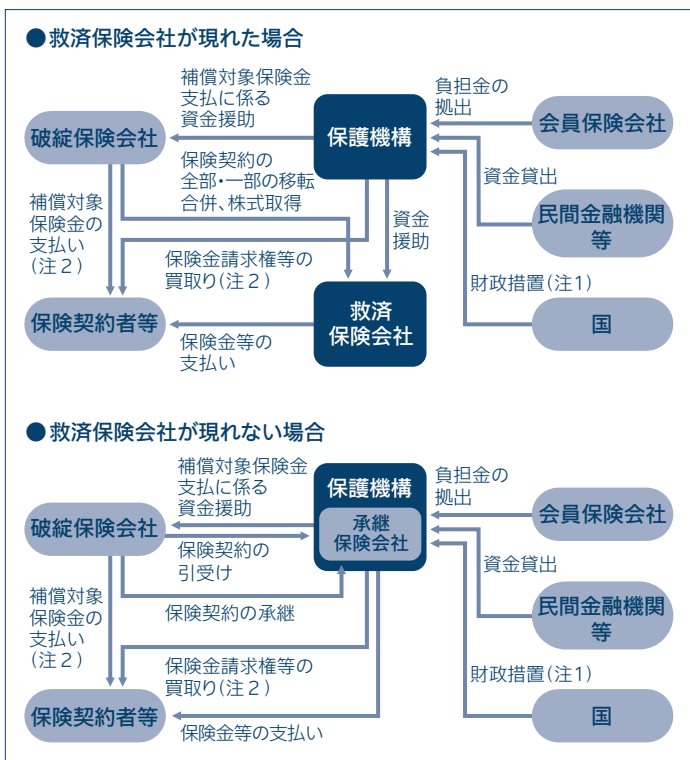 ●救済保険会社が現れた場合
補償対象保険金
支払に係る
資金援助
負担金の
拠出
破綻保険会社
保護機構
会員保険会社
保険契約の
全部・一部の移転
合併、株式取得
資金貸出
補償対象
保険金の
支払い
(注２)
資金
援助
民間金融機関
等
保険金請求権等の
買取り(注２)
財政措置(注1)
保険契約者等
救済
保険会社
国
保険金等の
支払い
●救済保険会社が現れない場合
補償対象保険金
支払に係る
資金援助
負担金の
拠出
破綻保険会社
保護機構
承継
保険会社
会員保険会社
保険契約の
引受け
資金貸出
補償対象
保険金の
支払い
(注２)
保険契約の承継
民間金融機関
等
保険金請求権等の
買取り(注２)
財政措置(注1)
保険契約者等
国
保険金等の支払い